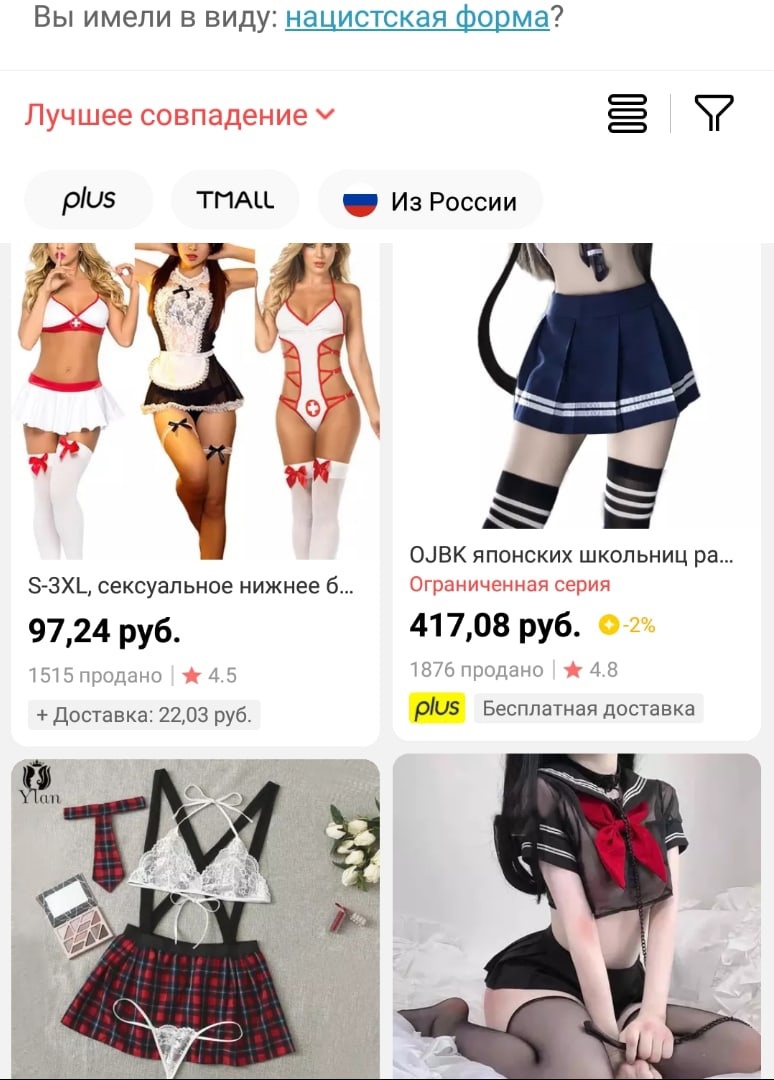 Вы имели в виду: нацистская форма?
Лучшее совпадение
plus
TMALL
Из России
S-3XL, сексуальное нижнее б...
97,24 руб.
1515 продано | 4.5
+ Доставка: 22,03 руб.
OJBK японских школьниц ра...
Ограниченная серия
417,08 руб. -2%
1876 продано | 4.8
plus Бесплатная доставка
Ylan